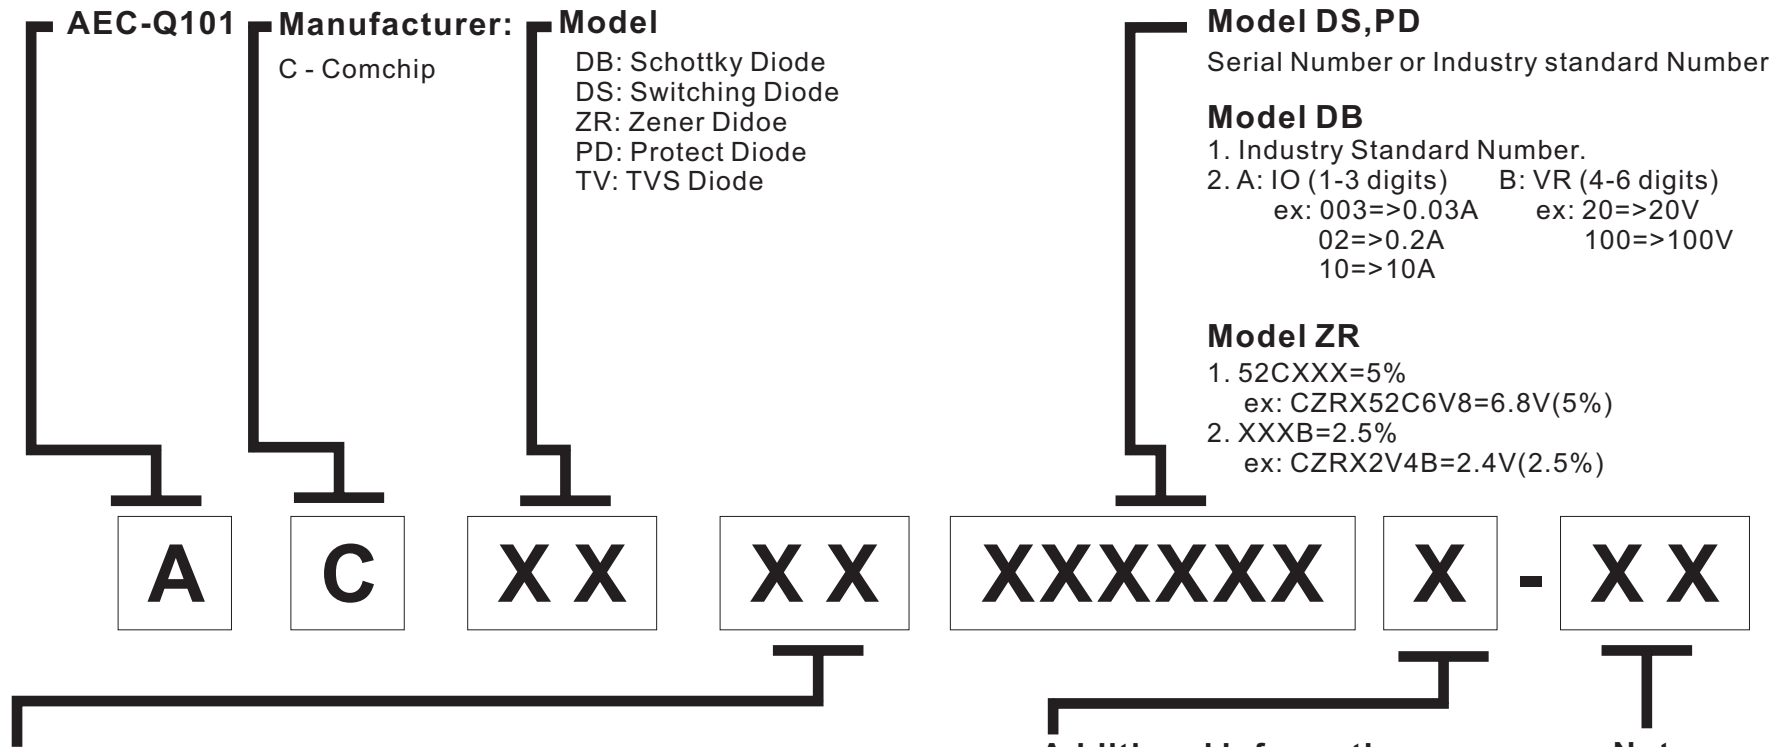 AEC-Q101
Manufacturer:
C - Comchip
Model
DB: Schottky Diode
DS: Switching Diode
ZR: Zener Didoe
PD: Protect Diode
TV: TVS Diode
Model DS,PD
Serial Number or Industry standard Number
Model DB
1. Industry Standard Number.
2. A: IO (1-3 digits) B: VR (4-6 digits)
ex: 003=>0.03A ex: 20=>20V
02=>0.2A 100=>100V
10=>10A
Model ZR
1. 52CXXX=5%
ex: CZRX52C6V8=6.8V(5%)
2. XXXB=2.5%
ex: CZRX2V4B=2.4V(2.5%)
A C X X X X XXXXXX X - X X